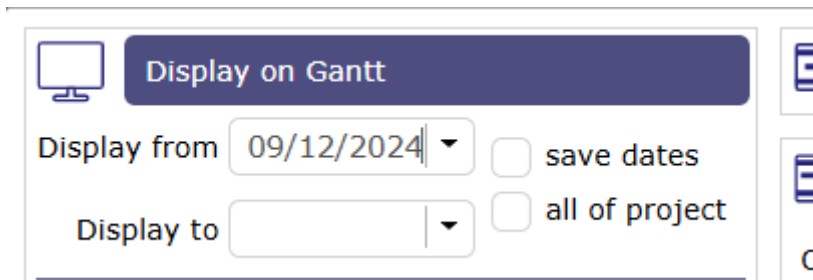 Display on Gantt
Display from 09/12/2024 save dates
Display to all of project